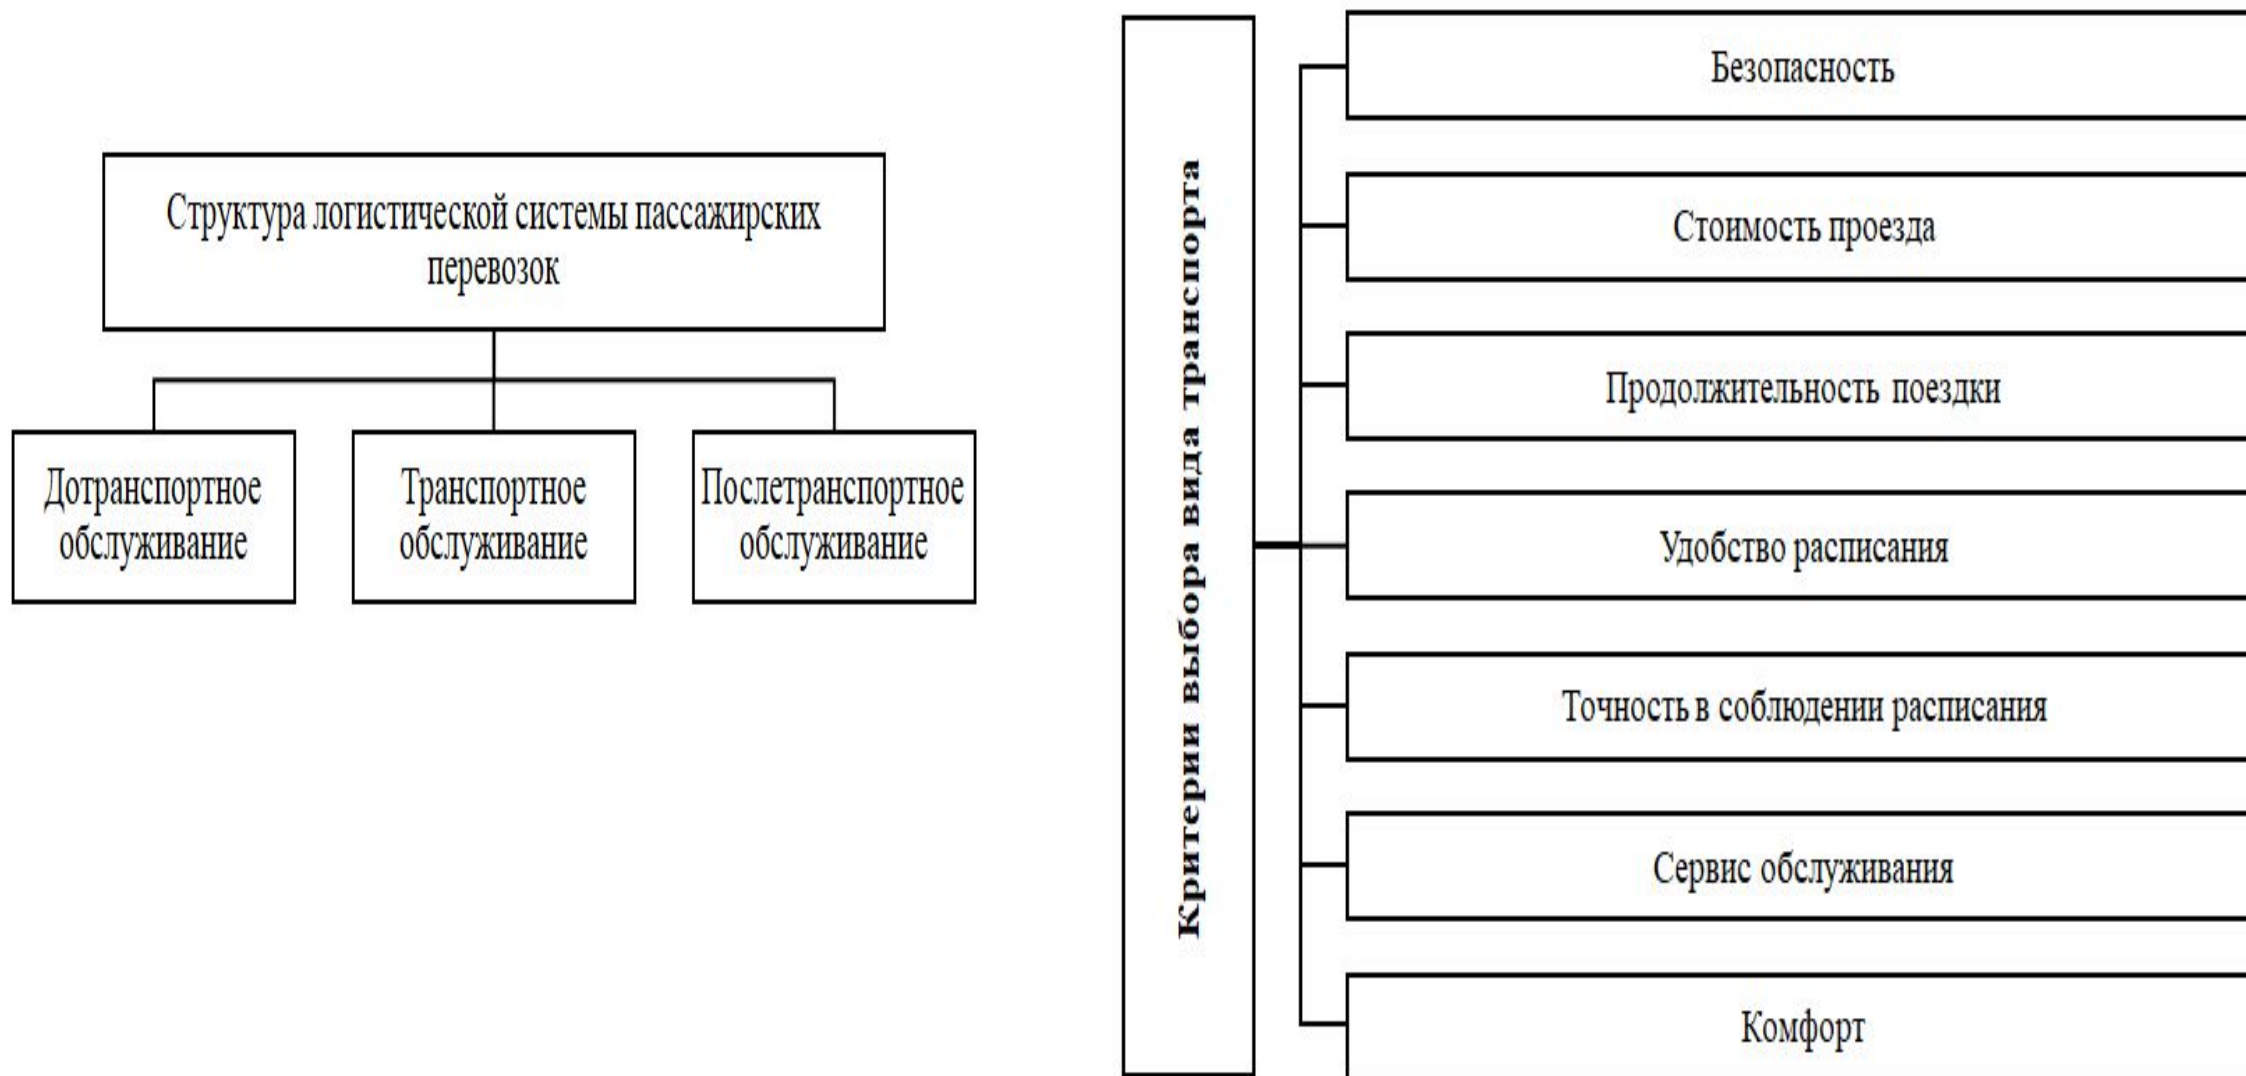 Структура логистической системы пассажирских
перевозок
Дотранспортное
обслуживание
Транспортное
обслуживание
Послетранспортное
обслуживание
Критерии выбора вида транспорта
Безопасность
Стоимость проезда
Продолжительность поездки
Удобство расписания
Точность в соблюдении расписания
Сервис обслуживания
Комфорт